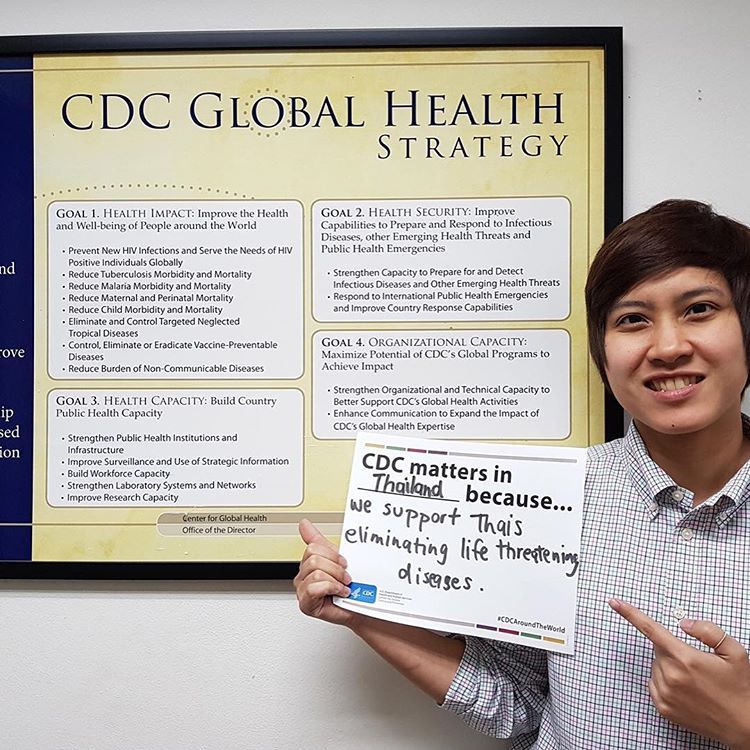 CDC Global Health
Strategy
Goal 1. Health Impact: Improve the Health
and Well-being of People around the World
• Prevent New HIV Infections and Serve the Needs of HIV
Positive Individuals Globally
• Reduce Tuberculosis Morbidity and Mortality
• Reduce Malaria Morbidity and Mortality
• Reduce Maternal and Perinatal Mortality
• Reduce Child Morbidity and Mortality
• Eliminate and Control Targeted Neglected
Tropical Diseases
• Control, Eliminate or Eradicate Vaccine-Preventable
Diseases
• Reduce Burden of Non-Communicable Diseases
Goal 2. Health Security: Improve
Capabilities to Prepare and Respond to Infectious
Diseases, other Emerging Health Threats and
Public Health Emergencies
• Strengthen Capacity to Prepare for and Detect
Infectious Diseases and Other Emerging Health Threats
• Respond to International Public Health Emergencies
and Improve Country Response Capabilities
Goal 3. Health Capacity: Build Country
Public Health Capacity
• Strengthen Public Health Institutions and
Infrastructure
• Improve Surveillance and Use of Strategic Information
• Build Workforce Capacity
• Strengthen Laboratory Systems and Networks
• Improve Research Capacity
Goal 4. Organizational Capacity:
Maximize Potential of CDC's Global Programs to
Achieve Impact
• Strengthen Organizational and Technical Capacity to
Better Support CDC's Global Health Activities
• Enhance Communication to Expand the Impact of
CDC's Global Health Expertise
Center for Global Health
Office of the Director
CDC matters in
Thailand because...
we support Thais
eliminating life threatening
diseases.
CDC
#CDCAroundTheWorld